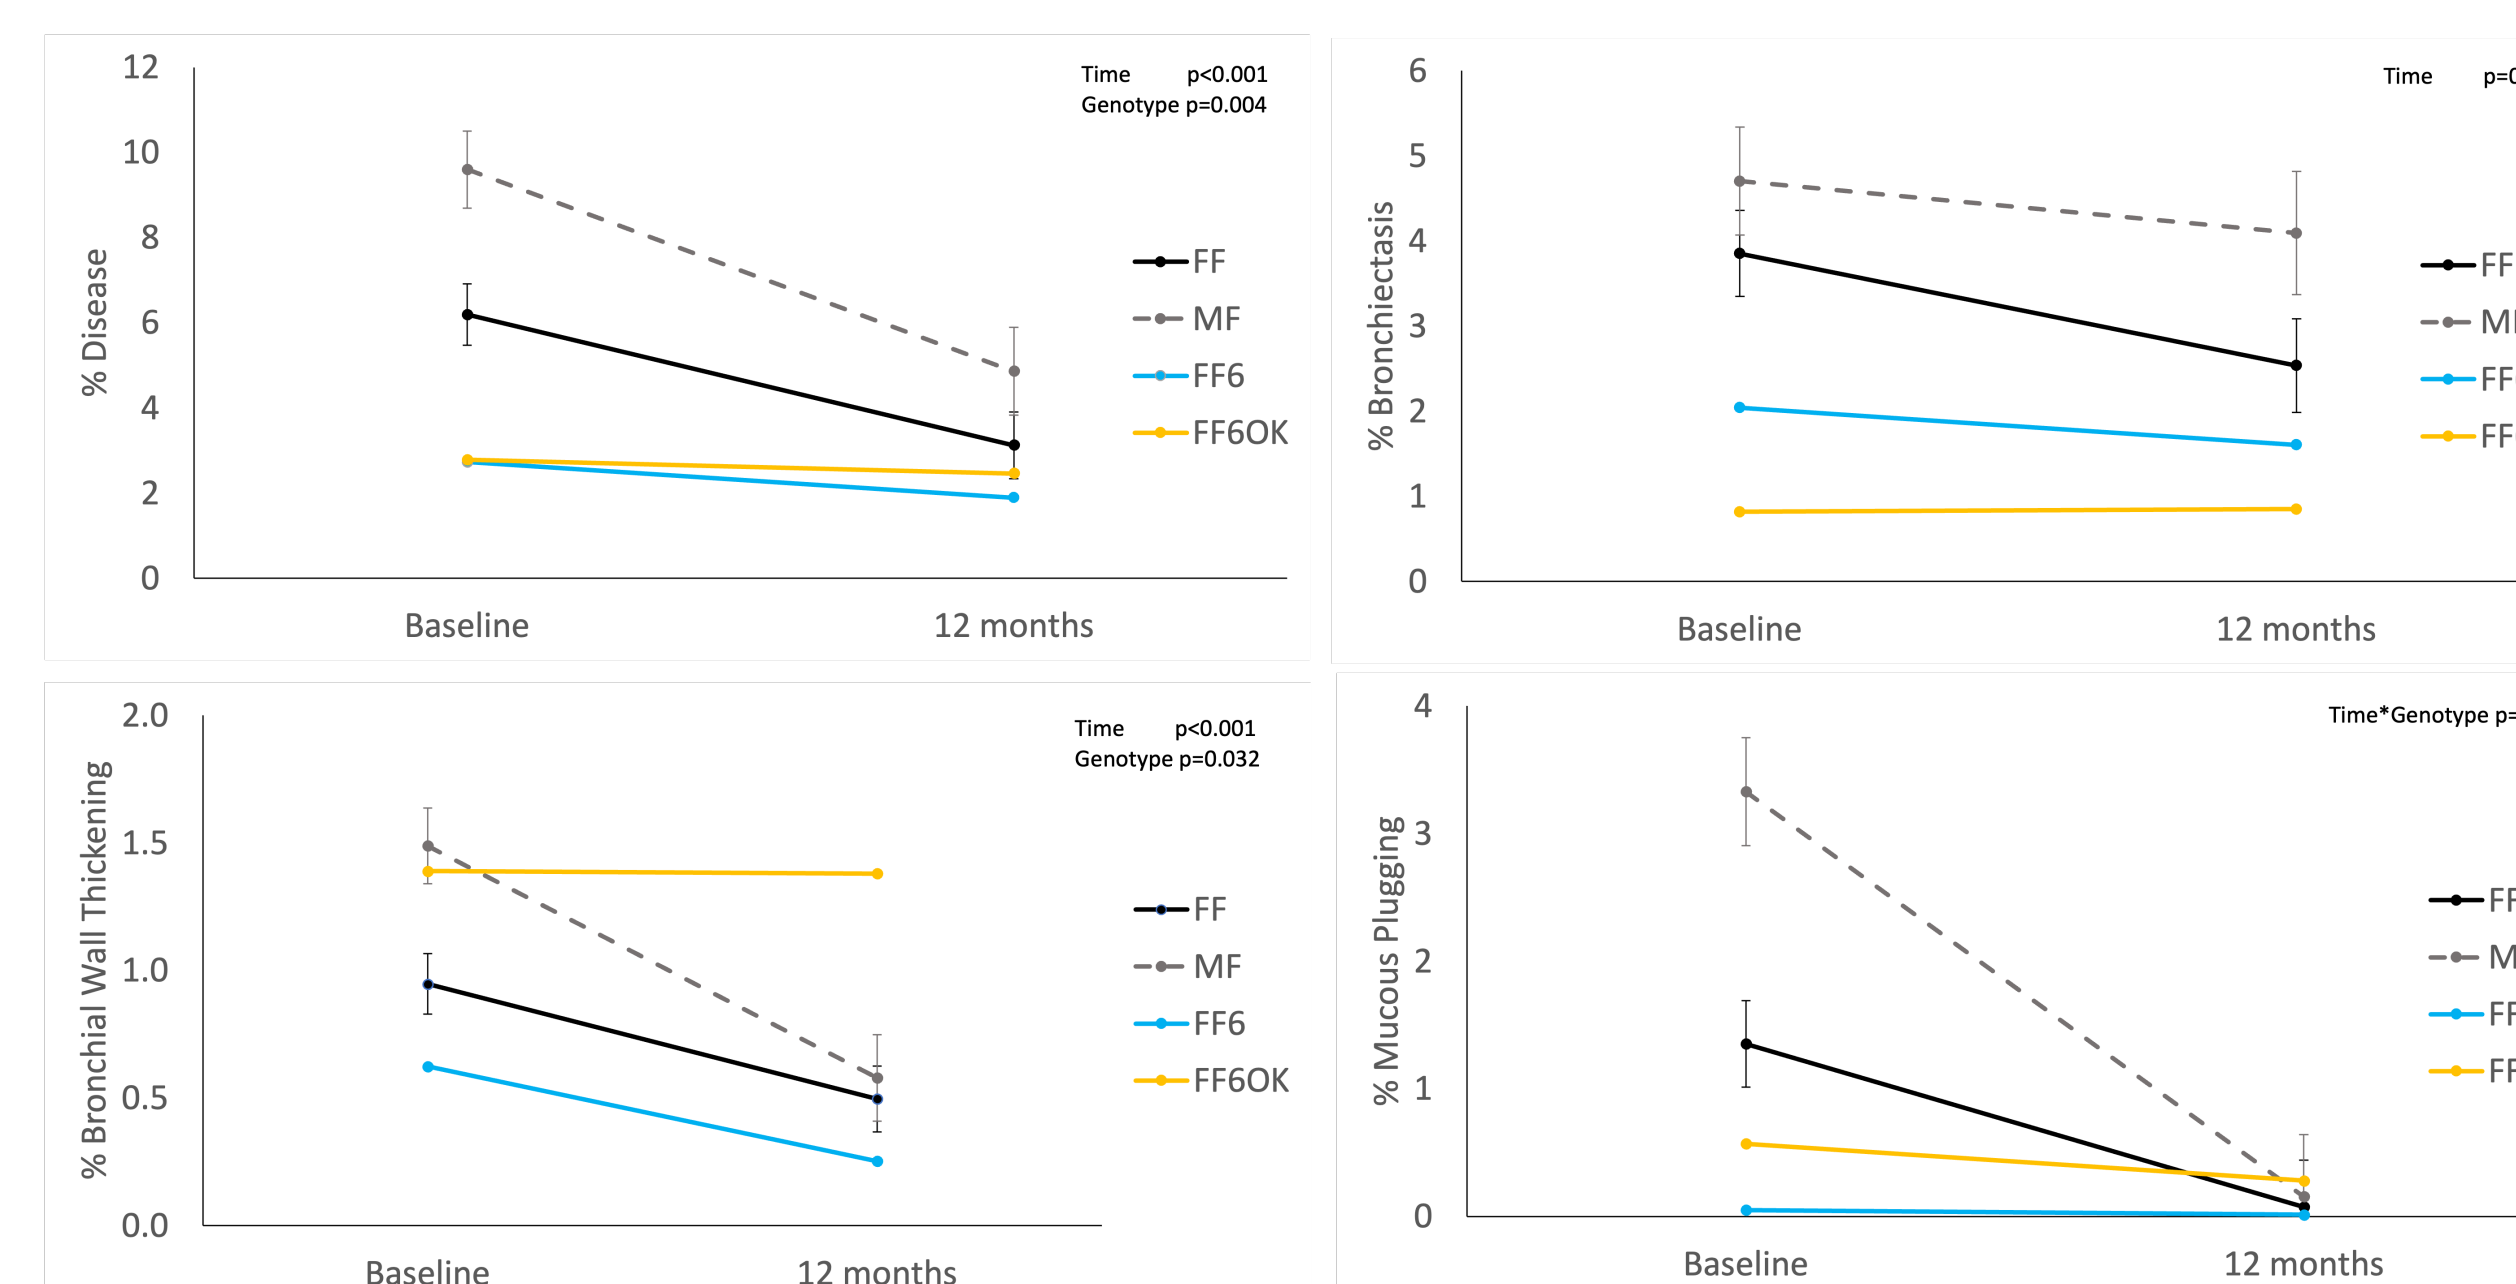 12
10
8
6
4
2
0
% Disease
Time p<0.001
Genotype p=0.004
FF
MF
FF6
FF6OK
Baseline 12 months
6
5
4
3
2
1
0
% Bronchiectasis
Time
FF
Baseline 12 months
2.0
1.5
1.0
0.5
0.0
% Bronchial Wall Thickening
Time p<0.001
Genotype p=0.032
FF
MF
FF6
FF6OK
Baseline 12 months
4
3
2
1
0
% Mucous Plugging
Time*Genotype p=
Baseline 12 months